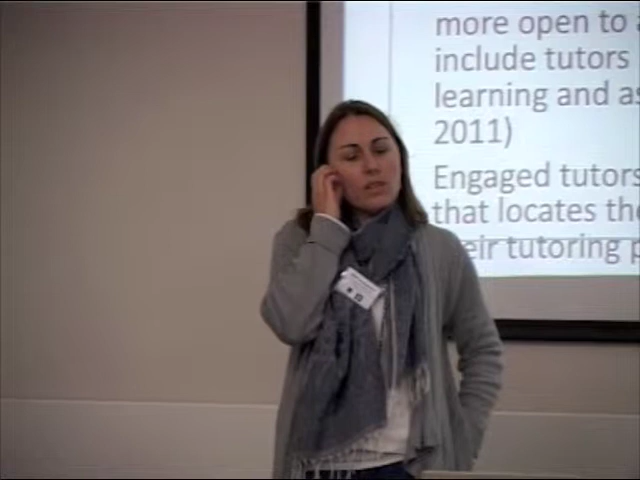 more open to
include tutors
learning and as
2011)
Engaged tutors
that locates the
eir tutoring p